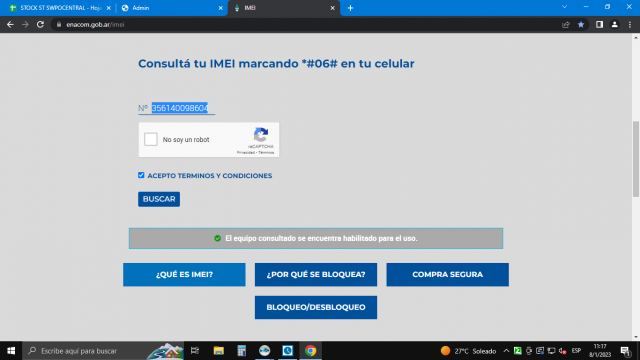 STOCK ST SWPOCENTRAL - Hoja
Admin
IMEI
enacom.gob.ar/imei
Consultá tu IMEI marcando *#06# en tu celular
Nº 356140098604
No soy un robot
reCAPTCHA
Privacidad - Términos
ACEPTO TERMINOS Y CONDICIONES
BUSCAR
El equipo consultado se encuentra habilitado para el uso.
¿QUÉ ES IMEI?
¿POR QUÉ SE BLOQUEA?
COMPRA SEGURA
BLOQUEO/DESBLOQUEO
Escribe aquí para buscar
27°C Soleado
ESP
11:17
8/1/2023